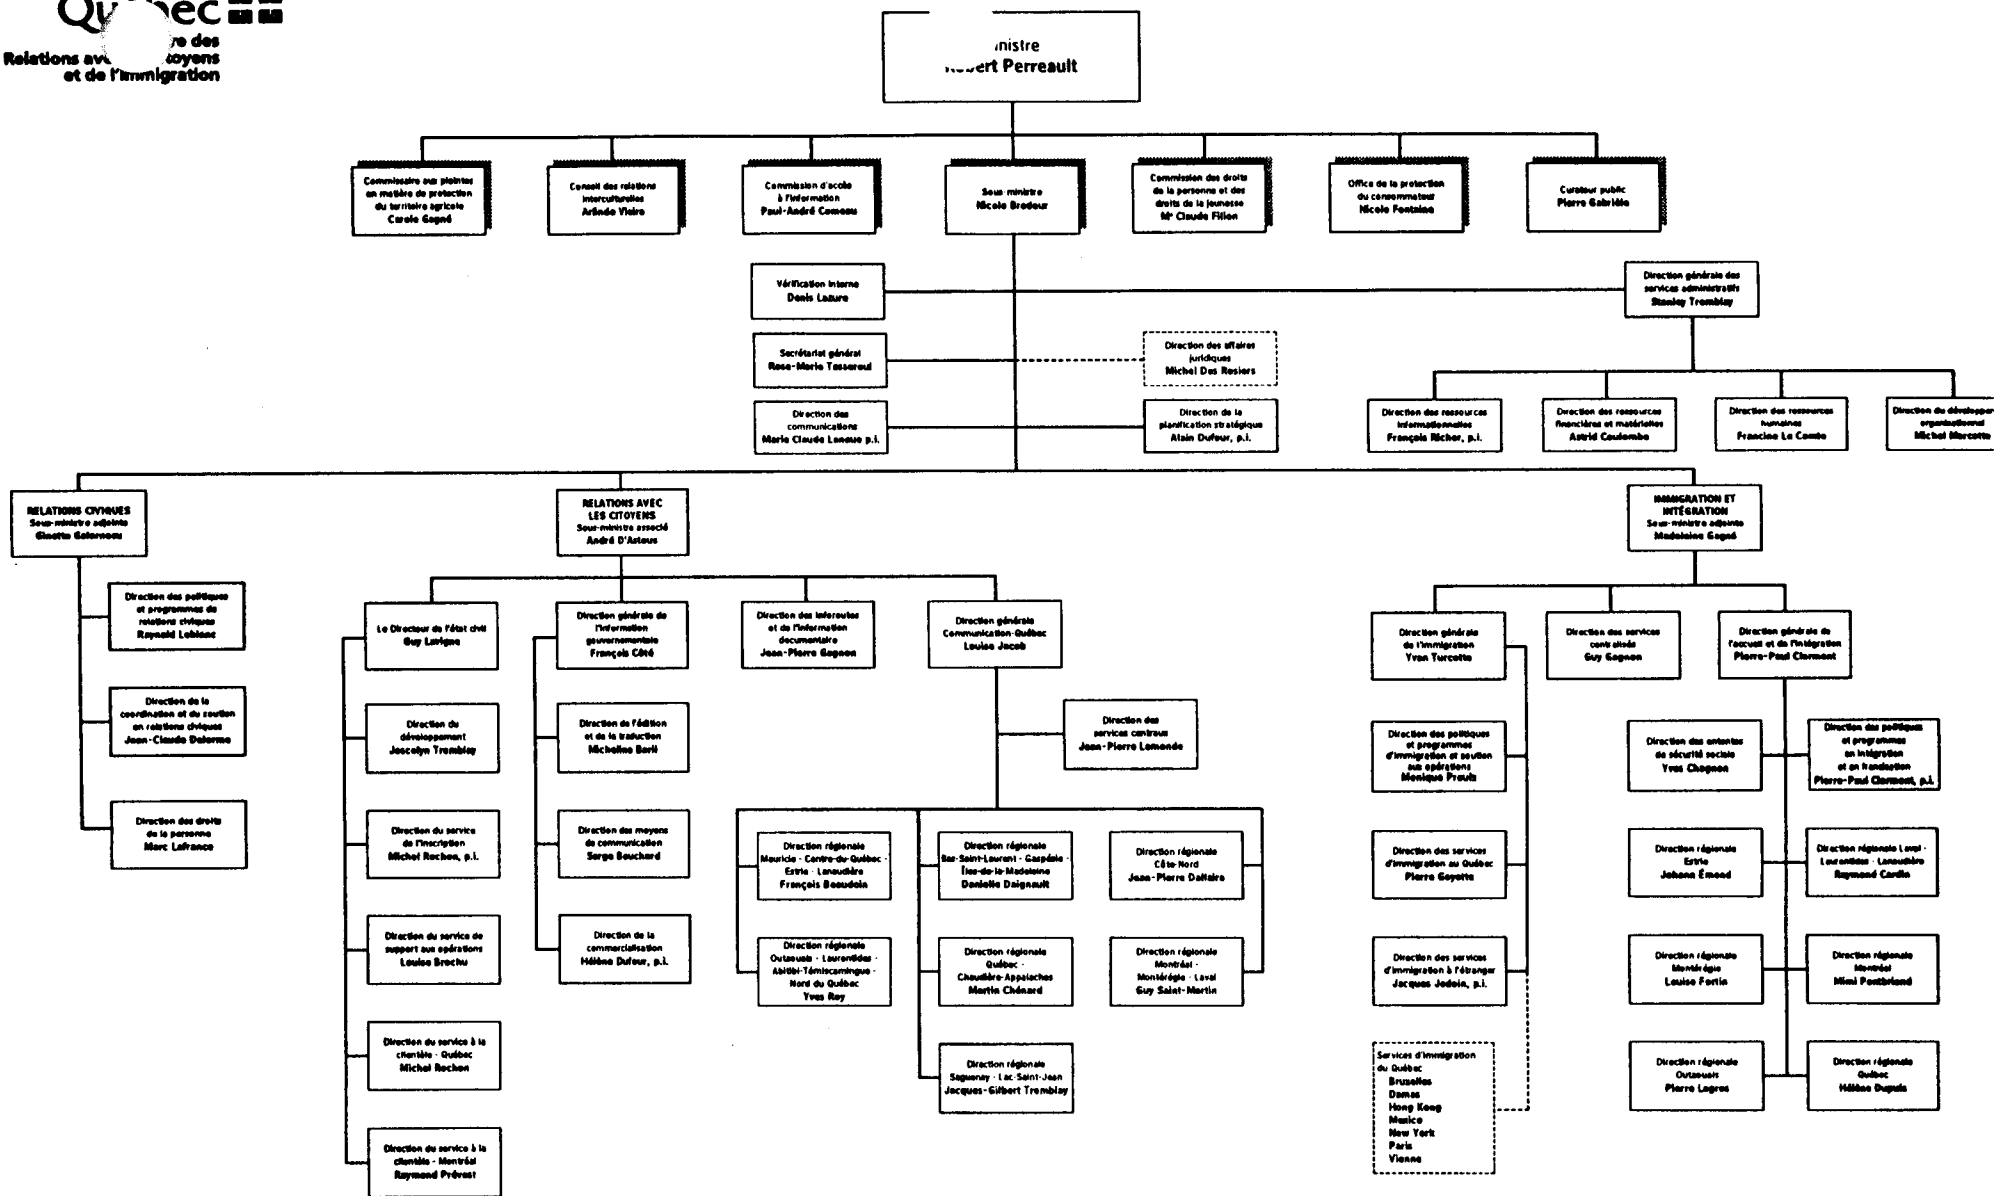 Québec
re des
Relations avec toyens
et de l'Immigration
nistre
Robert Perreault
Commissaire aux plaintes
en matière de protection
du territoire agricole
Carole Gagné
Conseil des relations
interculturelles
Arlindo Vieira
Commission d'accès
à l'information
Paul-André Comeau
Sous-ministre
Nicole Brodeur
Commission des droits
de la personne et des
droits de la jeunesse
Me Claude Filion
Office de la protection
du consommateur
Nicole Fontaine
Curateur public
Pierre Gabrièle
Vérification interne
Denis Lazure
Direction générale des
services administratifs
Stanley Tremblay
Secrétariat général
Rose-Marie
Direction des affaires
juridiques
Michel Des Rosiers
Direction des
communications
Marie Claude Lanoue p.i.
Direction de la
planification stratégique
Alain Dufour, p.i.
Direction des ressources
informationnelles
François Richer, p.i.
Direction des ressources
financières et matérielles
Astrid Coulombe
Direction des ressources
humaines
Francine Le Comte
Direction du développe
organisationnel
Michel Marcotte
RELATIONS CIVIQUES
Sous-ministre adjointe
Ginette Galarneau
RELATIONS AVEC
LES CITOYENS
Sous-ministre associé
André D'Astous
IMMIGRATION ET
INTÉGRATION
Sous-ministre adjointe
Madeleine Gagné
Direction des politiques
et programmes de
relations civiques
Raynald Leblanc
Direction de la
coordination et du soutien
en relations civiques
Jean-Claude Delorme
Direction des droits
de la personne
Marc Lafrance
Le Directeur de l'état civil
Guy Lavigne
Direction du
développement
Joscelyn Tremblay
Direction du service
de l'inscription
Michel Rochon, p.i.
Direction du service de
support aux opérations
Louise Brochu
Direction du service à la
clientèle - Québec
Michel Rochon
Direction du service à la
clientèle - Montréal
Raymond Prévost
Direction générale de
l'information
gouvernementale
François Côté
Direction de l'édition
et de la traduction
Micheline Baril
Direction des moyens
de communication
Serge Bouchard
Direction de la
commercialisation
Hélène Dufour, p.i.
Direction des inforoutes
et de l'information
documentaire
Jean-Pierre Gagnon
Direction générale
Communication-Québec
Louise Jacob
Direction des
services centraux
Jean-Pierre Lamonde
Direction régionale
Mauricie - Centre-du-Québec -
Estrie - Lanaudière
François Beaudoin
Direction régionale
Outaouais - Laurentides -
Abitibi-Témiscamingue -
Nord du Québec
Yves Roy
Direction régionale
Bas-Saint-Laurent - Gaspésie -
Îles-de-la-Madeleine
Danielle Daignault
Direction régionale
Québec -
Chaudière-Appalaches
Martin Chénard
Direction régionale
Saguenay - Lac-Saint-Jean
Jacques-Gilbert Tremblay
Direction régionale
Côte-Nord
Jean-Pierre Dallaire
Direction régionale
Montréal -
Montérégie - Laval
Guy Saint-Martin
Direction générale
de l'immigration
Yvan Turcotte
Direction des politiques
et programmes
d'immigration et soutien
aux opérations
Monique Proulx
Direction des services
d'immigration au Québec
Pierre Goyette
Direction des services
d'immigration à l'étranger
Jacques Jodoin, p.i.
Services d'immigration
du Québec
Bruxelles
Damas
Hong Kong
Mexico
New York
Paris
Vienne
Direction des services
centralisés
Guy Gagnon
Direction générale de
l'accueil et de l'intégration
Pierre-Paul Clermont
Direction des ententes
de sécurité sociale
Yves Chagnon
Direction des politiques
et programmes
en intégration
et en francisation
Pierre-Paul Clermont, p.i.
Direction régionale
Estrie
Johann Émond
Direction régionale Laval -
Laurentides - Lanaudière
Raymond Cardin
Direction régionale
Montérégie
Louise Fortin
Direction régionale
Montréal
Mimi Pontbriand
Direction régionale
Outaouais
Pierre Legros
Direction régionale
Québec
Hélène Dupuis